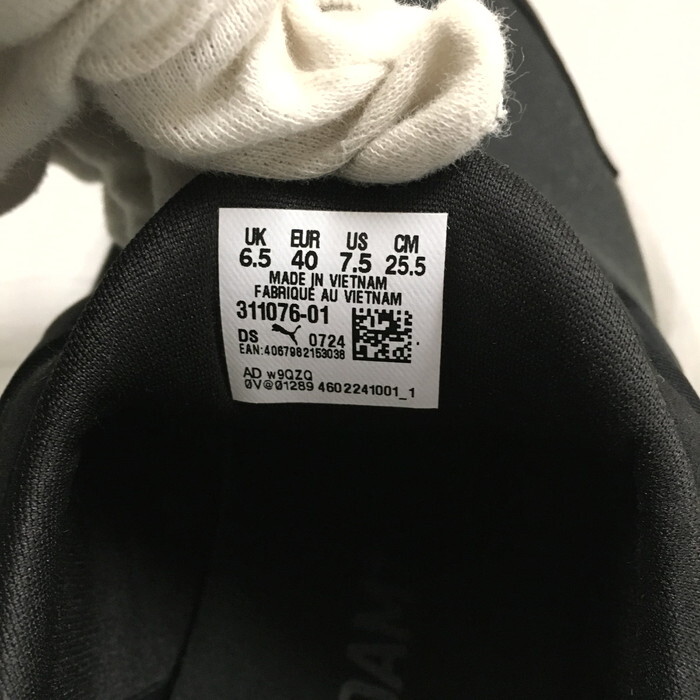 UK EUR US CM
6.5 40 7.5 25.5
MADE IN VIETNAM
FABRIQUÉ AU VIETNAM
311076-01
DS 0724
EAN:4067982153038
AD w9QZQ
0V@01289 4602241001_1